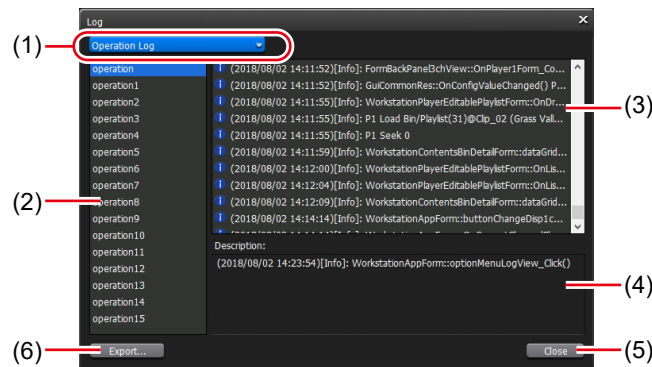 Log
(1)
Operation Log
operation
operation1
operation2
operation3
operation4
operation5
operation6
operation7
operation8
operation9
operation10
operation11
operation12
operation13
operation14
operation15
(2)
(2018/08/02 14:11:52)[Info]: FormBackPanel3chView::OnPlayer1Form_Co...
(2018/08/02 14:11:52)[Info]: GuiCommonRes::OnConfigValueChanged() P...
(2018/08/02 14:11:55)[Info]: WorkstationPlayerEditablePlaylistForm::OnDr...
(2018/08/02 14:11:55)[Info]: P1 Load Bin/Playlist(31)@Clip_02 (Grass Vall...
(2018/08/02 14:11:55)[Info]: P1 Seek 0
(2018/08/02 14:11:59)[Info]: WorkstationContentsBinDetailForm::dataGrid...
(2018/08/02 14:12:00)[Info]: WorkstationPlayerEditablePlaylistForm::OnLis...
(2018/08/02 14:12:04)[Info]: WorkstationPlayerEditablePlaylistForm::OnLis...
(2018/08/02 14:12:09)[Info]: WorkstationContentsBinDetailForm::dataGrid...
(2018/08/02 14:14:14)[Info]: WorkstationAppForm::buttonChangeDisp1c...
(3)
Description:
(2018/08/02 14:23:54)[Info]: WorkstationAppForm::optionMenuLogView_Click()
(4)
(6)
Export...
Close
(5)